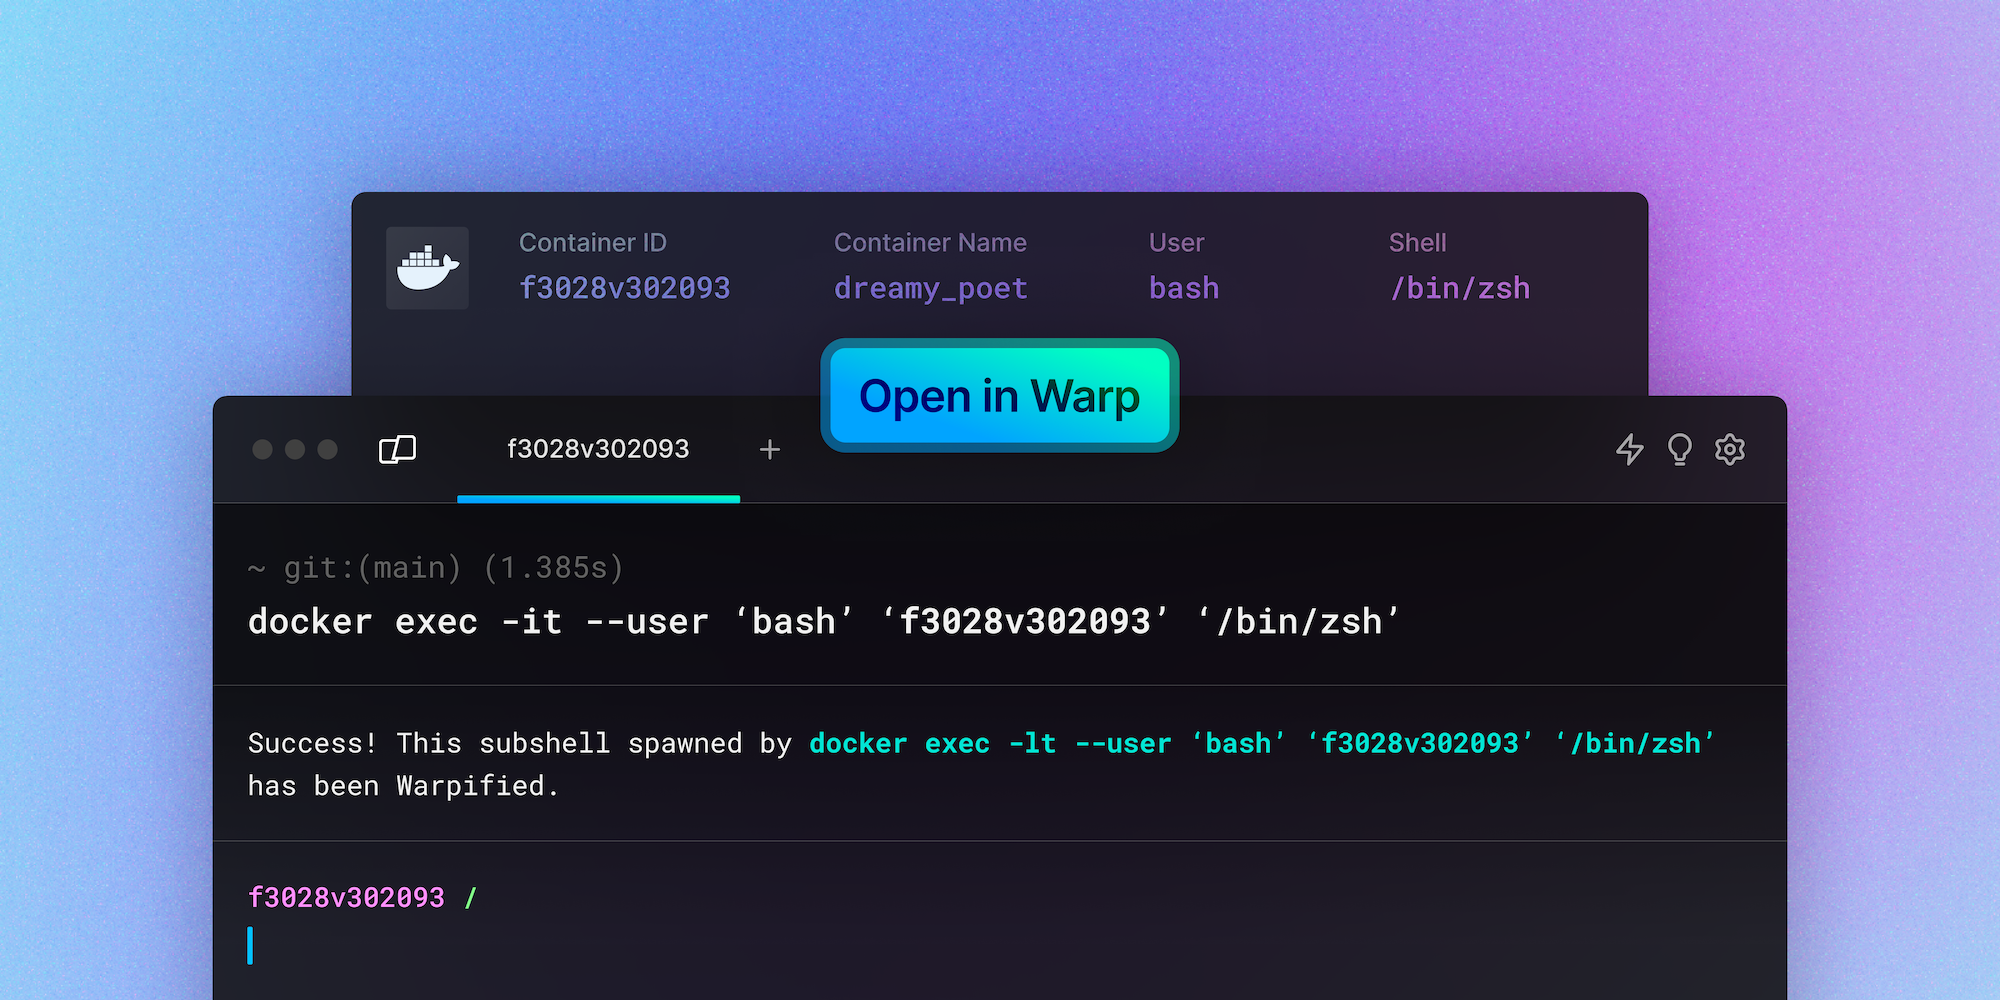 Container ID Container Name User Shell
f3028v302093 dreamy_poet bash /bin/zsh
Open in Warp
f3028v302093 +
~ git:(main) (1.385s)
docker exec -it --user ‘bash’ ‘f3028v302093’ ‘/bin/zsh’
Success! This subshell spawned by docker exec -lt --user ‘bash’ ‘f3028v302093’ ‘/bin/zsh’
has been Warpified.
f3028v302093 /